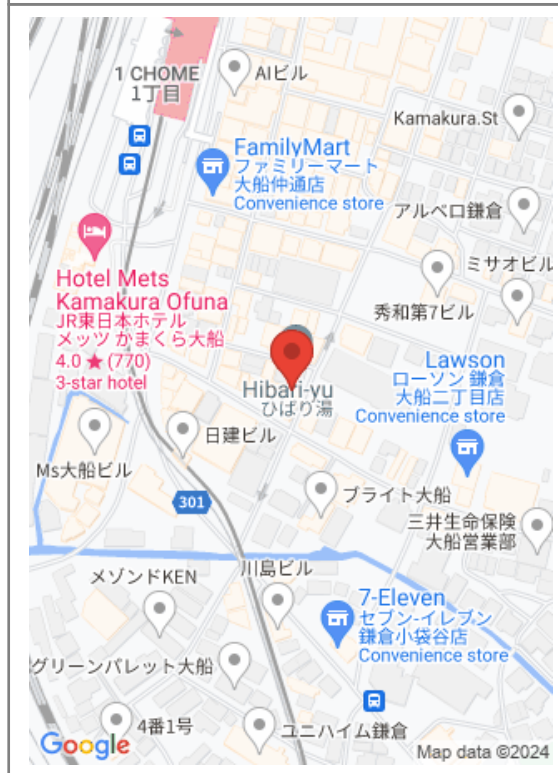 1 CHOME
1丁目
AIビル
Kamakura.St
FamilyMart
ファミリーマート
大船仲通店
Convenience store
アルベロ鎌倉
ミサオビル
Hotel Mets
Kamakura Ofuna
JR東日本ホテル
メッツ かまくら大船
4.0 ★ (770)
3-star hotel
秀和第7ビル
Lawson
ローソン 鎌倉
大船二丁目店
Convenience store
Hibari-yu
ひばり湯
日建ビル
Ms大船ビル
301
ブライト大船
三井生命保険
大船営業部
メゾンドKEN
川島ビル
7-Eleven
セブン-イレブン
鎌倉小袋谷店
Convenience store
グリーンパレット大船
4番1号
ユニハイム鎌倉
Google
Map data ©2024